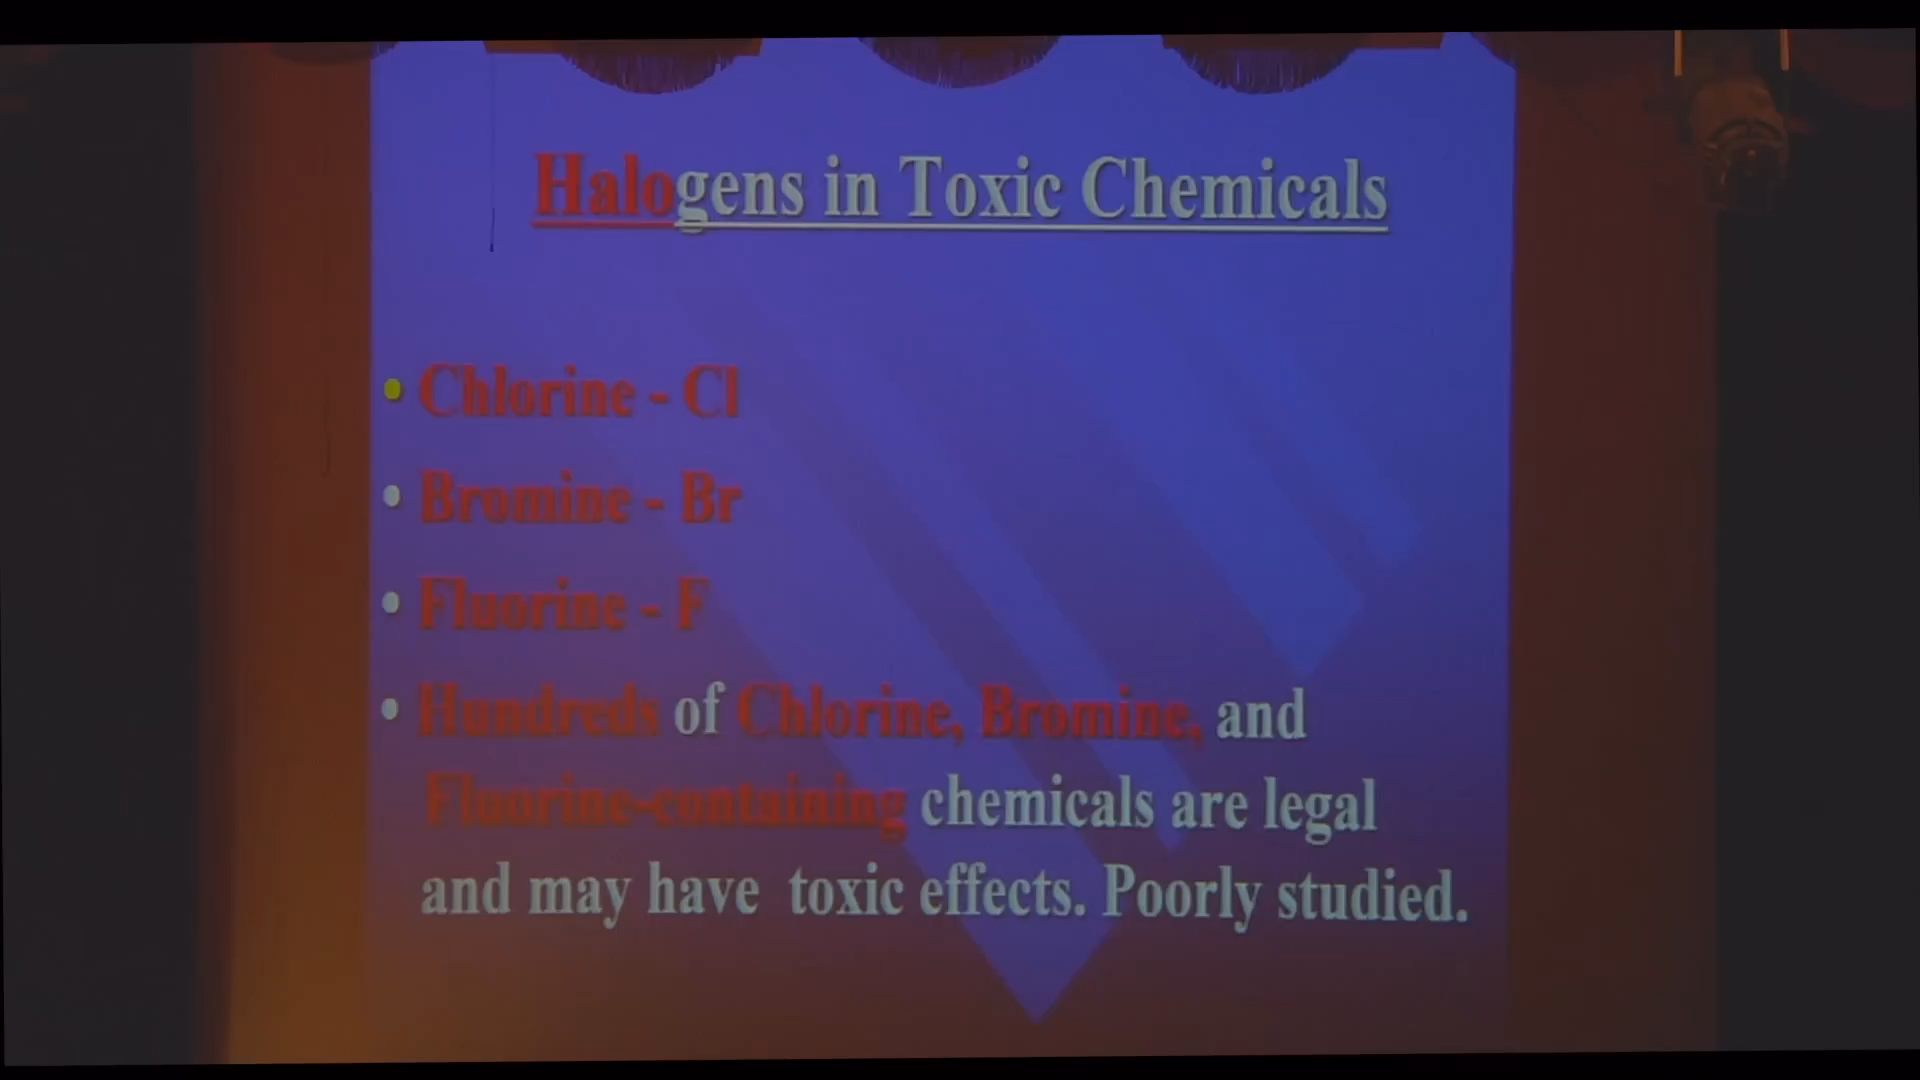 Halogens in Toxic Chemicals
• Chlorine - Cl
• Bromine - Br
• Fluorine - F
• Hundreds of Chlorine, Bromine, and
Fluorine-containing chemicals are legal
and may have toxic effects. Poorly studied.